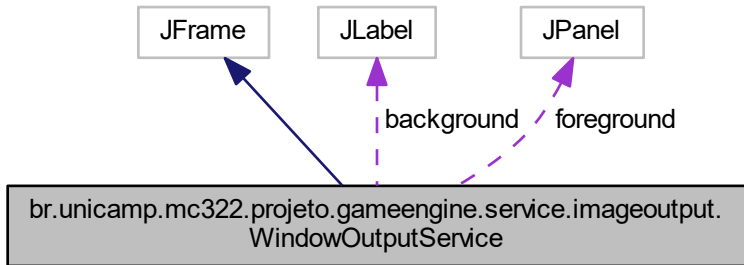 JFrame
JLabel
JPanel
background
foreground
br.unicamp.mc322.projeto.gameengine.service.imageoutput.
WindowOutputService